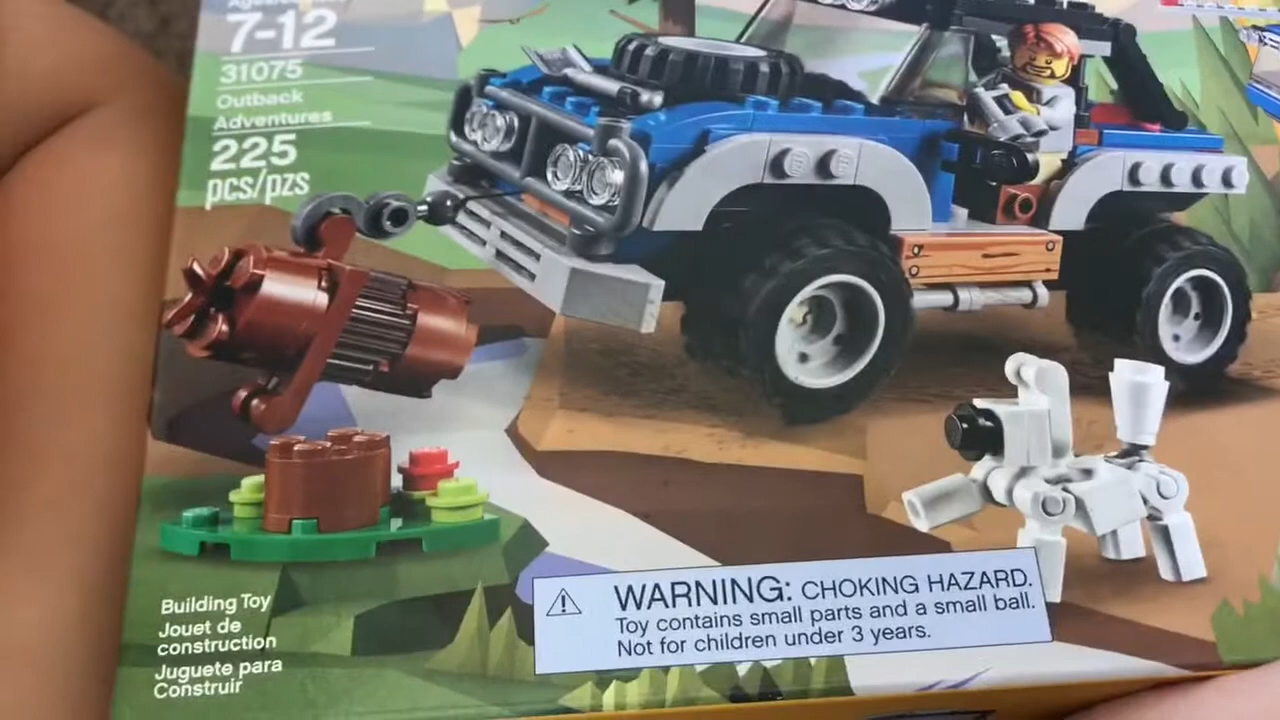 7-12
31075
Outback
Adventures
225
pcs/pzs
Building Toy
Jouet de
construction
Juguete para
Construir
WARNING: CHOKING HAZARD.
Toy contains small parts and a small ball.
Not for children under 3 years.